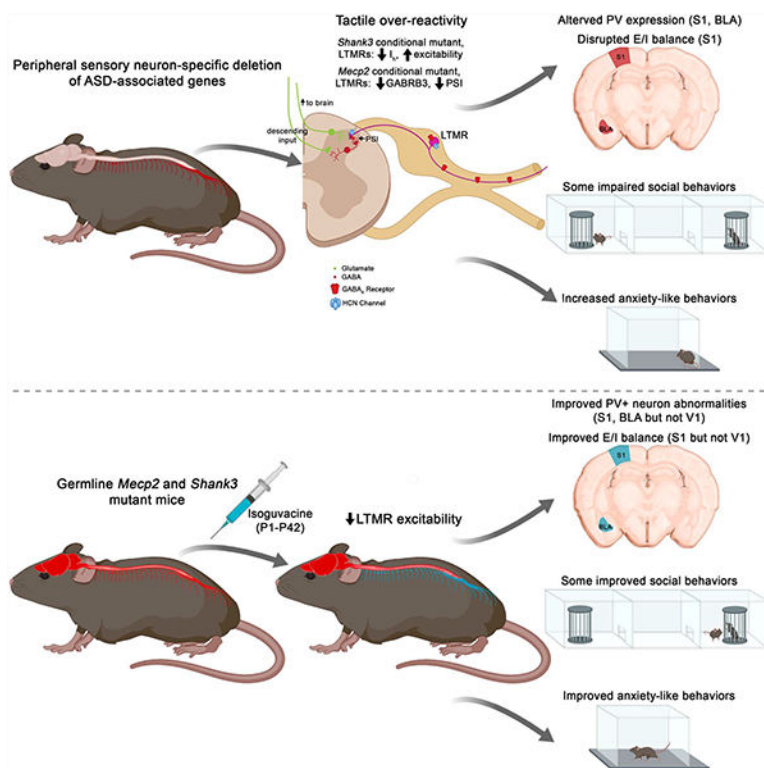 Tactile over-reactivity
Shank3 conditional mutant,
LTMRs: ↓ Ih, ↑ excitability
Mecp2 conditional mutant,
LTMRs: ↓GABRB3, ↓ PSI
Peripheral sensory neuron-specific deletion
of ASD-associated genes
↑ to brain
descending
input
PSI
LTMR
Glutamate
GABA
GABAA Receptor
HCN Channel
Alterved PV expression (S1, BLA)
Disrupted E/I balance (S1)
S1
BLA
Some impaired social behaviors
Increased anxiety-like behaviors
Germline Mecp2 and Shank3
mutant mice
Isoguvacine
(P1-P42)
↓LTMR excitability
Improved PV+ neuron abnormalities
(S1, BLA but not V1)
Improved E/I balance (S1 but not V1)
S1
BLA
Some improved social behaviors
Improved anxiety-like behaviors